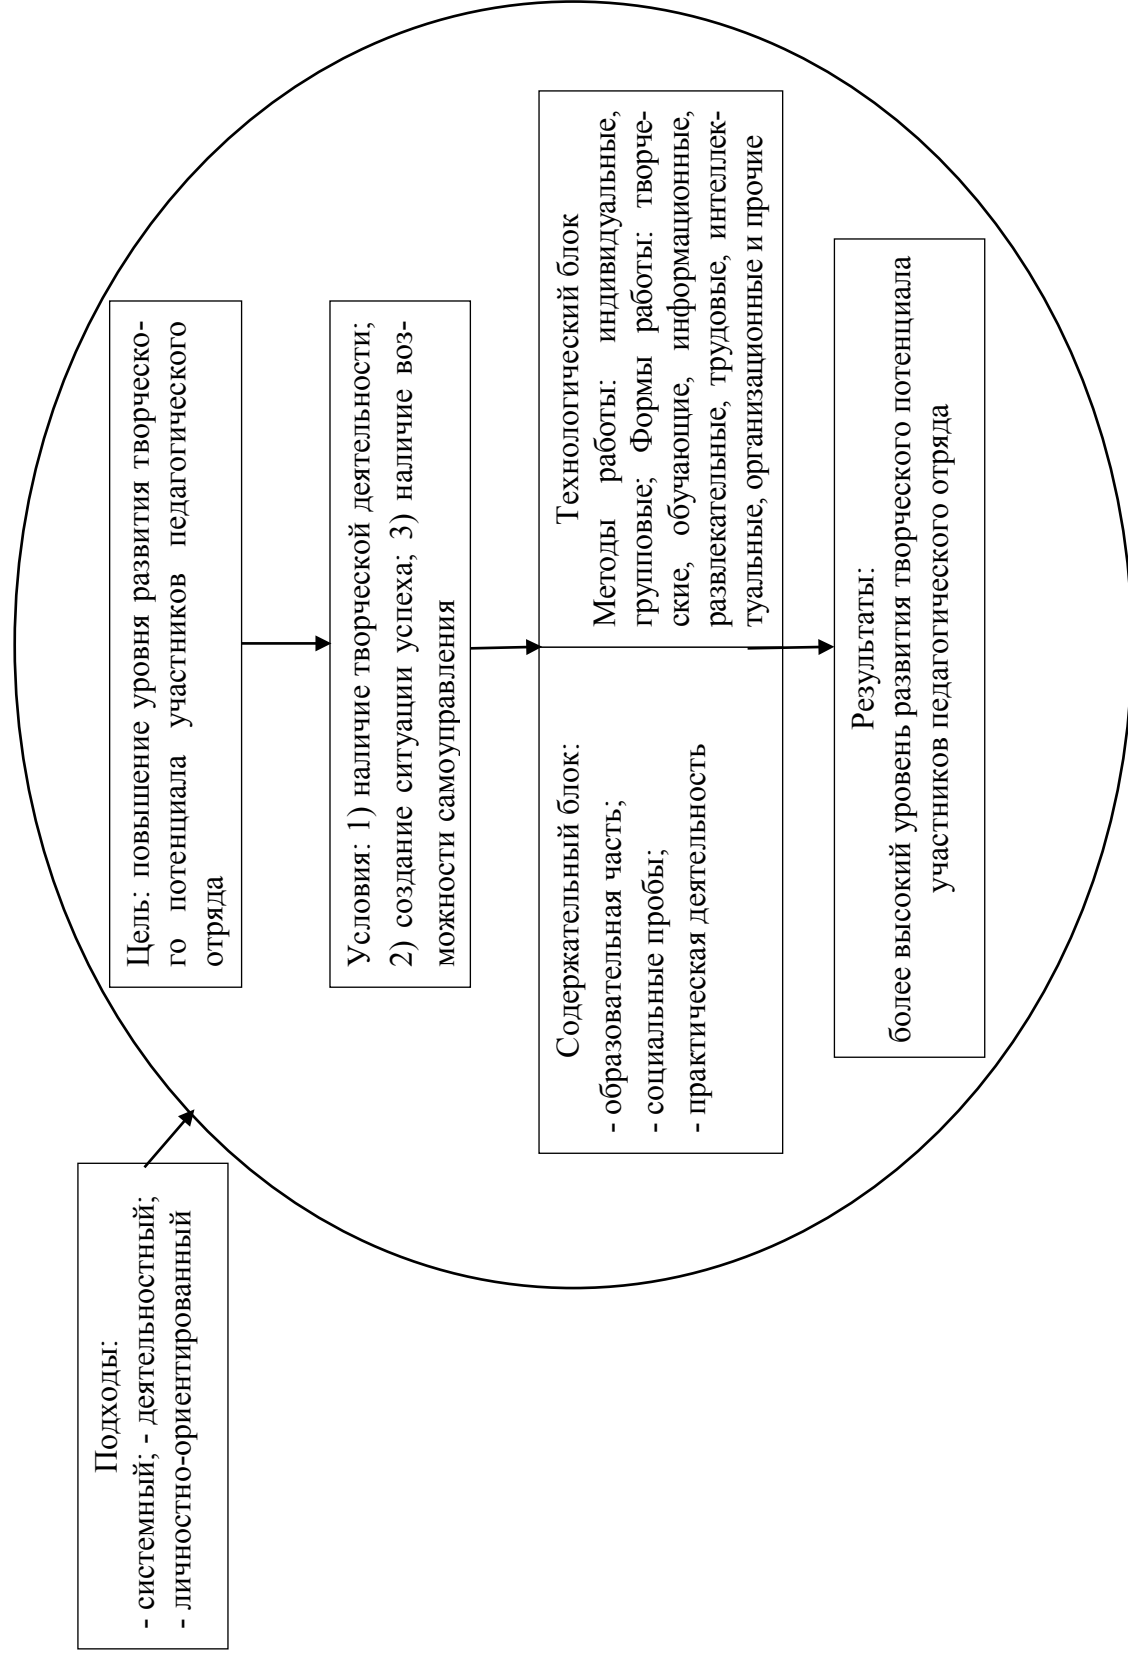 Подходы:
- системный; - деятельностный;
- личностно-ориентированный
Цель: повышение уровня развития творческо-
го потенциала участников педагогического
отряда
Условия: 1) наличие творческой деятельности;
2) создание ситуации успеха; 3) наличие воз-
можности самоуправления
Содержательный блок:
- образовательная часть;
- социальные пробы;
- практическая деятельность
Технологический блок
Методы работы: индивидуальные,
групповые; Формы работы: творче-
ские, обучающие, информационные,
развлекательные, трудовые, интеллек-
туальные, организационные и прочие
Результаты:
более высокий уровень развития творческого потенциала
участников педагогического отряда